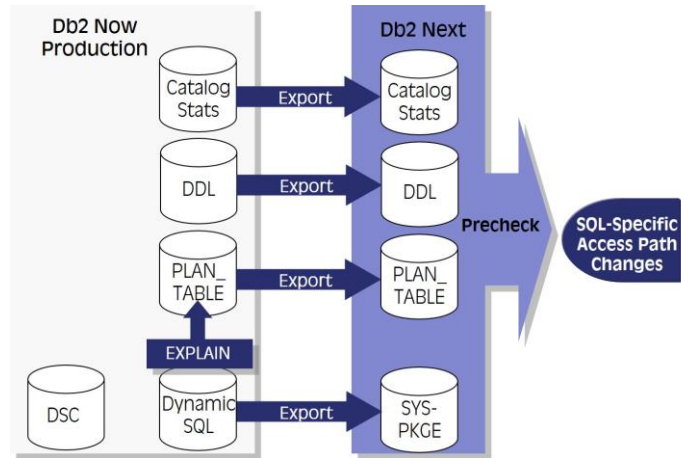 Db2 Now
Production
Db2 Next
Catalog
Stats
Export
Catalog
Stats
DDL
Export
DDL
Precheck
SQL-Specific
Access Path
Changes
PLAN_
TABLE
Export
PLAN_
TABLE
EXPLAIN
DSC
Dynamic
SQL
Export
SYS-
PKGE